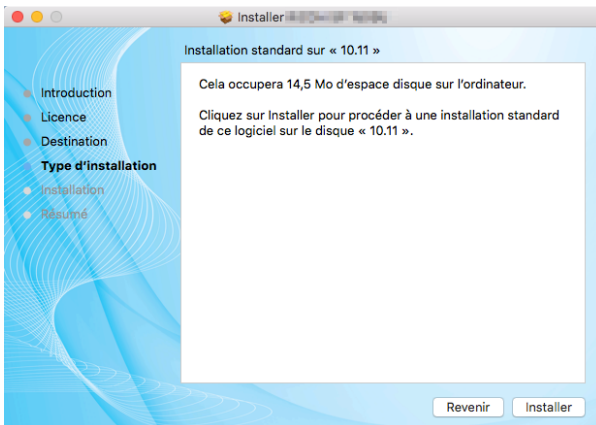 Installer
Installation standard sur « 10.11 »
Introduction
Licence
Destination
Type d'installation
Installation
Résumé
Cela occupera 14,5 Mo d'espace disque sur l'ordinateur.
Cliquez sur Installer pour procéder à une installation standard
de ce logiciel sur le disque « 10.11 ».
Revenir
Installer